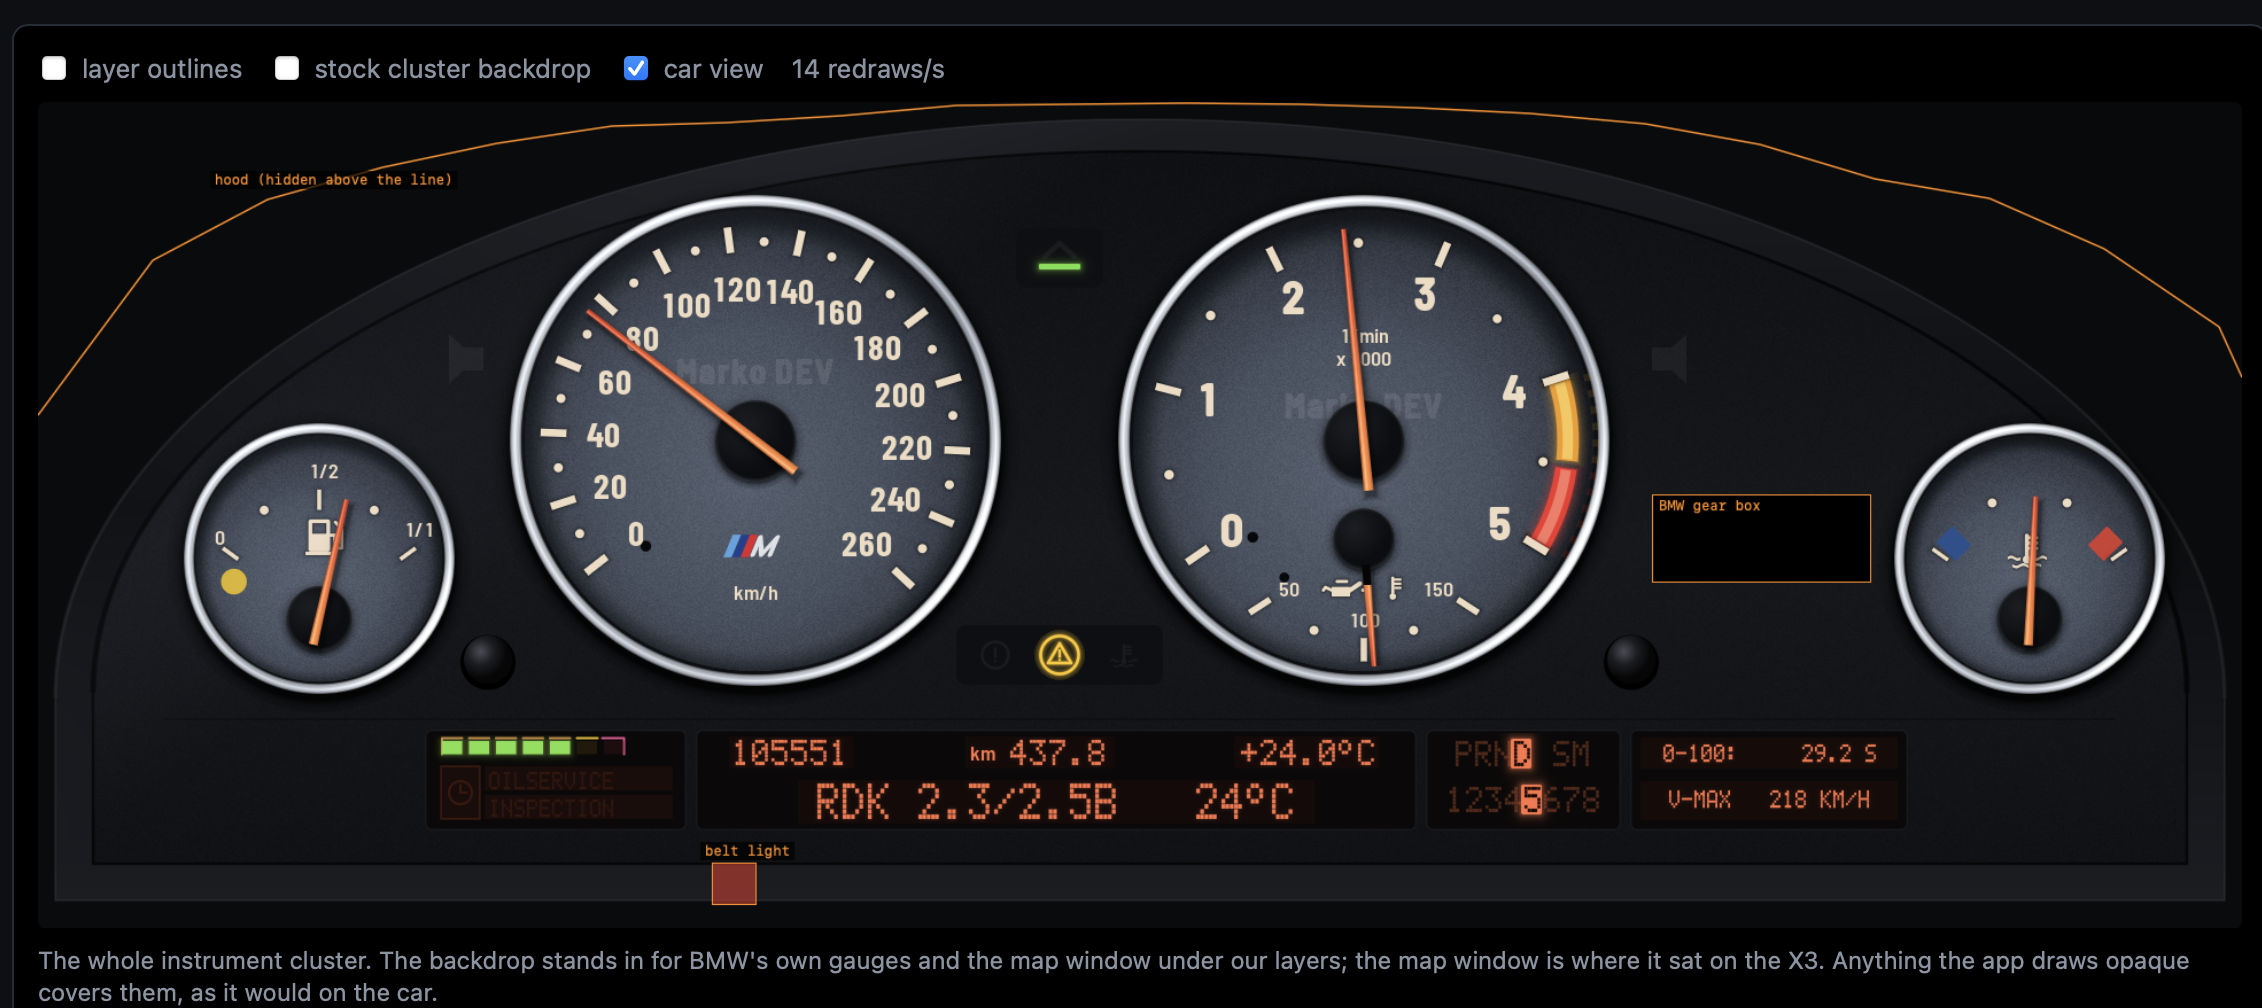 layer outlines
stock cluster backdrop
car view
14 redraws/s
hood (hidden above the line)
0
1/2
1/1
0
20
40
60
80
100
120
140
160
180
200
220
240
260
Marko DEV
M
km/h
0
1
2
3
4
5
1/min
x 1000
Marko DEV
50
100
150
BMW gear box
OILSERVICE
INSPECTION
105551
km 437.8
+24.0°C
RDK 2.3/2.5B 24°C
PRND SM
12345678
0-100: 29.2 S
V-MAX 218 KM/H
belt light
The whole instrument cluster. The backdrop stands in for BMW's own gauges and the map window under our layers; the map window is where it sat on the X3. Anything the app draws opaque
covers them, as it would on the car.